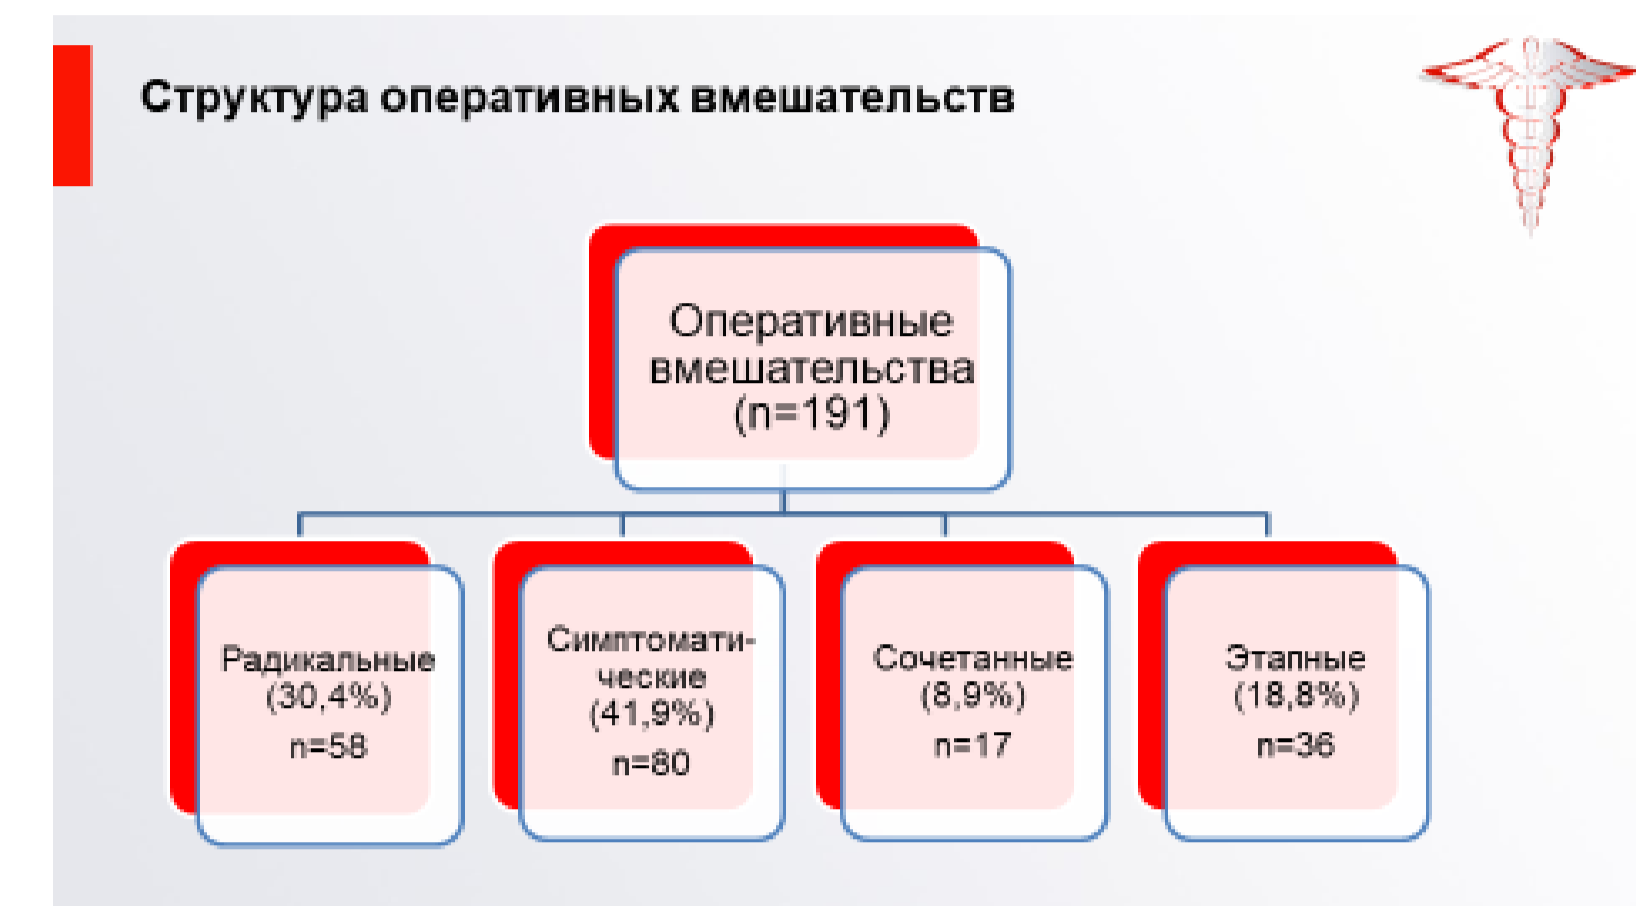 Структура оперативных вмешательств
Оперативные
вмешательства
(n=191)
Радикальные
(30,4%)
n=58
Симптомати-
ческие
(41,9%)
n=80
Сочетанные
(8,9%)
n=17
Этапные
(18,8%)
n=36